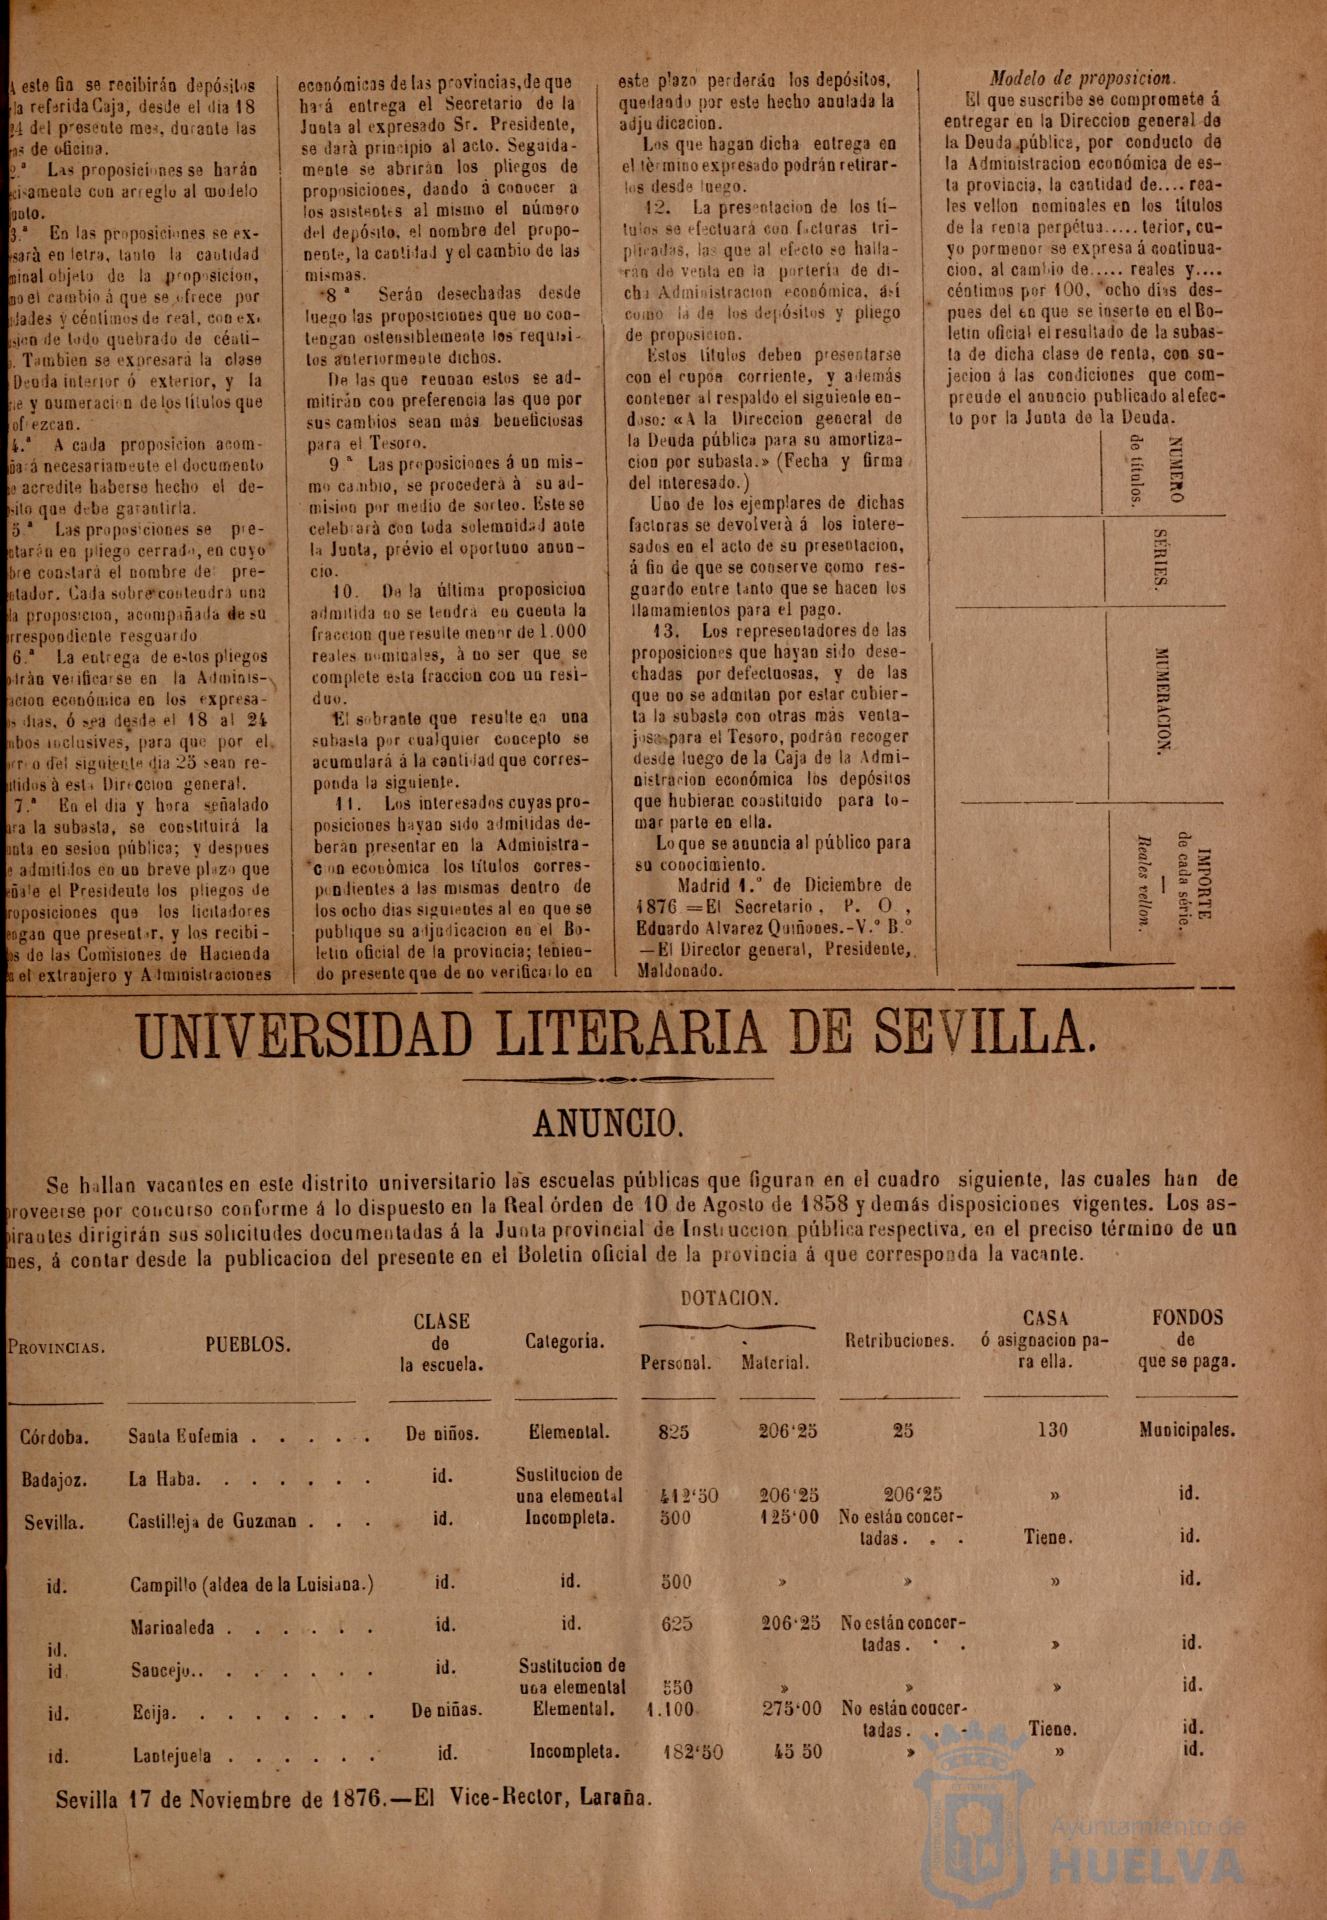 A este fin se recibirán depósitos
la referida Caja, desde el dia 18
24 del presente mes, durante las
de oficina.
2.ª Las proposiciones se harán
con arreglo al modelo
3.ª En las proposiciones se ex-
en letra, tanto la cantidad
objeto de la proposicion,
el cambio á que se ofrece por
y céntimos de real, con ex-
de todo quebrado de cénti-
Tambien se expresará la clase
Deuda interior ó exterior, y la
y numeracion de los títulos que
4.ª A cada proposicion acom-
necesariamente el documento
acredite haberse hecho el de-
que debe garantirla.
5.ª Las proposiciones se pre-
en pliego cerrado, en cuyo
constará el nombre del pre-
Cada sobre contendrá una
proposicion, acompañada de su
resguardo
6.ª La entrega de estos pliegos
verificarse en la Adminis-
económica en los expresa-
dias, ó sea desde el 18 al 24
inclusives, para que por el
del siguiente dia 25 sean re-
á esta Direccion general.
7.ª En el dia y hora señalado
la subasta, se constituirá la
en sesion pública; y despues
admitidos en un breve plazo que
el Presidente los pliegos de
que los licitadores
que presentar, y los recibi-
de las Comisiones de Hacienda
el extranjero y Administraciones
económicas de las provincias, de que
hará entrega el Secretario de la
Junta al expresado Sr. Presidente,
se dará principio al acto. Seguida-
mente se abrirán los pliegos de
proposiciones, dando á conocer a
los asistentes al mismo el número
del depósito, el nombre del propo-
nente, la cantidad y el cambio de las
mismas.
8.ª Serán desechadas desde
luego las proposiciones que no con-
tengan ostensiblemente los requisi-
tos anteriormente dichos.
De las que reunan estos se ad-
mitirán con preferencia las que por
sus cambios sean más beneficiosas
para el Tesoro.
9.ª Las proposiciones á un mis-
mo cambio, se procederá à su ad-
mision por medio de sorteo. Este se
celebrará con toda solemnidad ante
la Junta, prévio el oportuno anun-
cio.
10. De la última proposicion
admitida no se tendrá en cuenta la
fraccion que resulte menor de 1.000
reales nominales, à no ser que se
complete esta fraccion con un resi-
duo.
El sobrante que resulte en una
subasta por cualquier concepto se
acumulará á la cantidad que corres-
ponda la siguiente.
11. Los interesados cuyas pro-
posiciones hayan sido admitidas de-
berán presentar en la Administra-
cion económica los títulos corres-
pondientes a las mismas dentro de
los ocho dias siguientes al en que se
publique su adjudicacion en el Bo-
letin oficial de la provincia; tenien-
do presente que de no verificarlo en
este plazo perderán los depósitos,
quedando por este hecho anulada la
adjudicacion.
Los que hagan dicha entrega en
el tèrmino expresado podrán retirar-
los desde luego.
12. La presentacion de los tí-
tulos se efectuará con facturas tri-
plicadas, las que al efecto se halla-
rán de venta en la portería de di-
cha Administracion económica, así
como la de los depósitos y pliego
de proposicion.
Estos títulos deben presentarse
con el cupon corriente, y además
contener al respaldo el siguiente en-
doso: «A la Direccion general de
la Deuda pública para su amortiza-
cion por subasta.» (Fecha y firma
del interesado.)
Uno de los ejemplares de dichas
facturas se devolverá á los intere-
sados en el acto de su presentacion,
á fin de que se conserve como res-
guardo entre tanto que se hacen los
llamamientos para el pago.
13. Los representadores de las
proposiciones que hayan sido dese-
chadas por defectuosas, y de las
que no se admitan por estar cubier-
ta la subasta con otras más venta-
josas para el Tesoro, podrán recoger
desde luego de la Caja de la Admi-
nistracion económica los depósitos
que hubieran constituido para to-
mar parte en ella.
Lo que se anuncia al público para
su conocimiento.
Madrid 1.º de Diciembre de
1876.=El Secretario, P. O,
Eduardo Alvarez Quiñones.-V.º B.º
—El Director general, Presidente,
Maldonado.
Modelo de proposicion.
El que suscribe se compromete á
entregar en la Direccion general de
la Deuda pública, por conducto de
la Administracion económica de es-
ta provincia, la cantidad de.... rea-
les vellon nominales en los títulos
de la renta perpétua..... terior, cu-
yo pormenor se expresa á continua-
cion, al cambio de..... reales y....
céntimos por 100, ocho dias des-
pues del en que se inserte en el Bo-
letin oficial el resultado de la subas-
ta de dicha clase de renta, con su-
jecion á las condiciones que com-
prende el anuncio publicado al efec-
to por la Junta de la Deuda.
NUMERO
de títulos.
SÉRIES.
NUMERACION.
IMPORTE
de cada série.
—
Reales vellon.
UNIVERSIDAD LITERARIA DE SEVILLA.
ANUNCIO.
Se hallan vacantes en este distrito universitario las escuelas públicas que figuran en el cuadro siguiente, las cuales han de
proveerse por concurso conforme á lo dispuesto en la Real órden de 10 de Agosto de 1858 y demás disposiciones vigentes. Los as-
pirantes dirigirán sus solicitudes documentadas á la Junta provincial de Instruccion pública respectiva, en el preciso término de un
mes, á contar desde la publicacion del presente en el Boletin oficial de la provincia á que corresponda la vacante.
PROVINCIAS. PUEBLOS. CLASE de la escuela. Categoria. DOTACION. Personal. Material. Retribuciones. CASA ó asignacion pa- ra ella. FONDOS de que se paga.
Córdoba. Santa Eufemia . . . . . De niños. Elemental. 825 206'25 25 130 Municipales.
Badajoz. La Haba. . . . . . . id. Sustitucion de
una elemental 412'50 206'25 206'25 » id.
Sevilla. Castilleja de Guzman . . . id. Incompleta. 500 125'00 No están concer-
tadas. . . Tiene. id.
id. Campillo (aldea de la Luisiana.) id. id. 500 » » » id.
Marinaleda . . . . . . id. id. 625 206'25 No están concer-
id. tadas. . . » id.
id. Saucejo.. . . . . . . id. Sustitucion de
una elemental 550 » » » id.
id. Ecija. . . . . . . . De niñas. Elemental. 1.100 275'00 No están concer-
tadas. . . Tiene. id.
id. Lantejuela . . . . . . id. Incompleta. 182'50 45 50 » » id.
Sevilla 17 de Noviembre de 1876.—El Vice-Rector, Laraña.
Ayuntamiento de
HUELVA